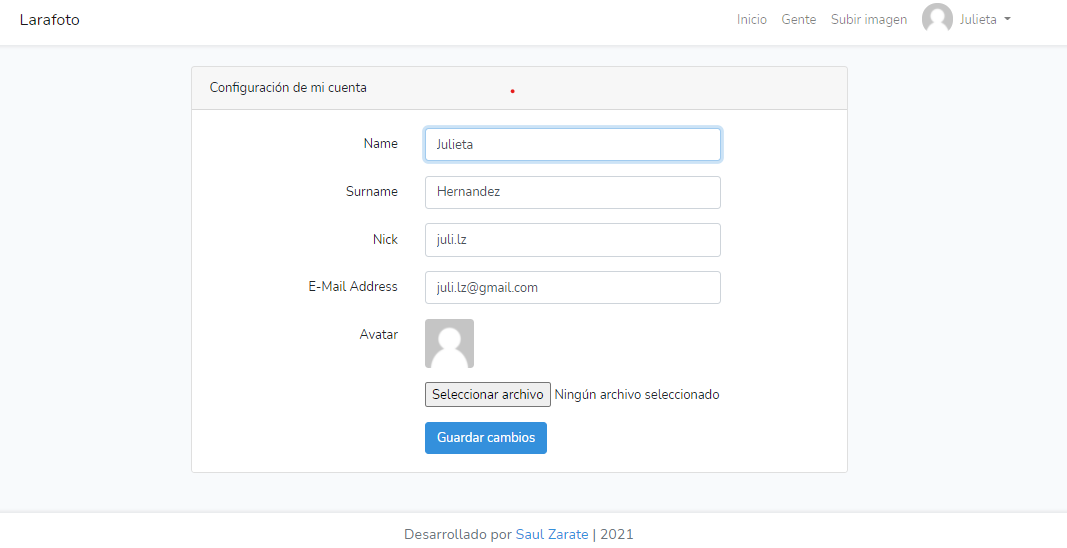 Larafoto Inicio Gente Subir imagen Julieta
Configuración de mi cuenta
Name Julieta
Surname Hernandez
Nick juli.lz
E-Mail Address juli.lz@gmail.com
Avatar
Seleccionar archivo Ningún archivo seleccionado
Guardar cambios
Desarrollado por Saul Zarate | 2021